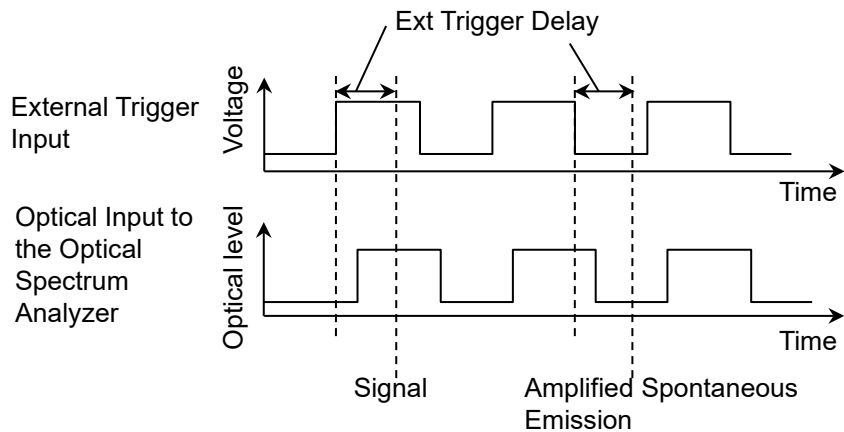 Ext Trigger Delay
External Trigger
Input
Voltage
Time
Optical Input to
the Optical
Spectrum
Analyzer
Optical level
Time
Signal
Amplified Spontaneous
Emission